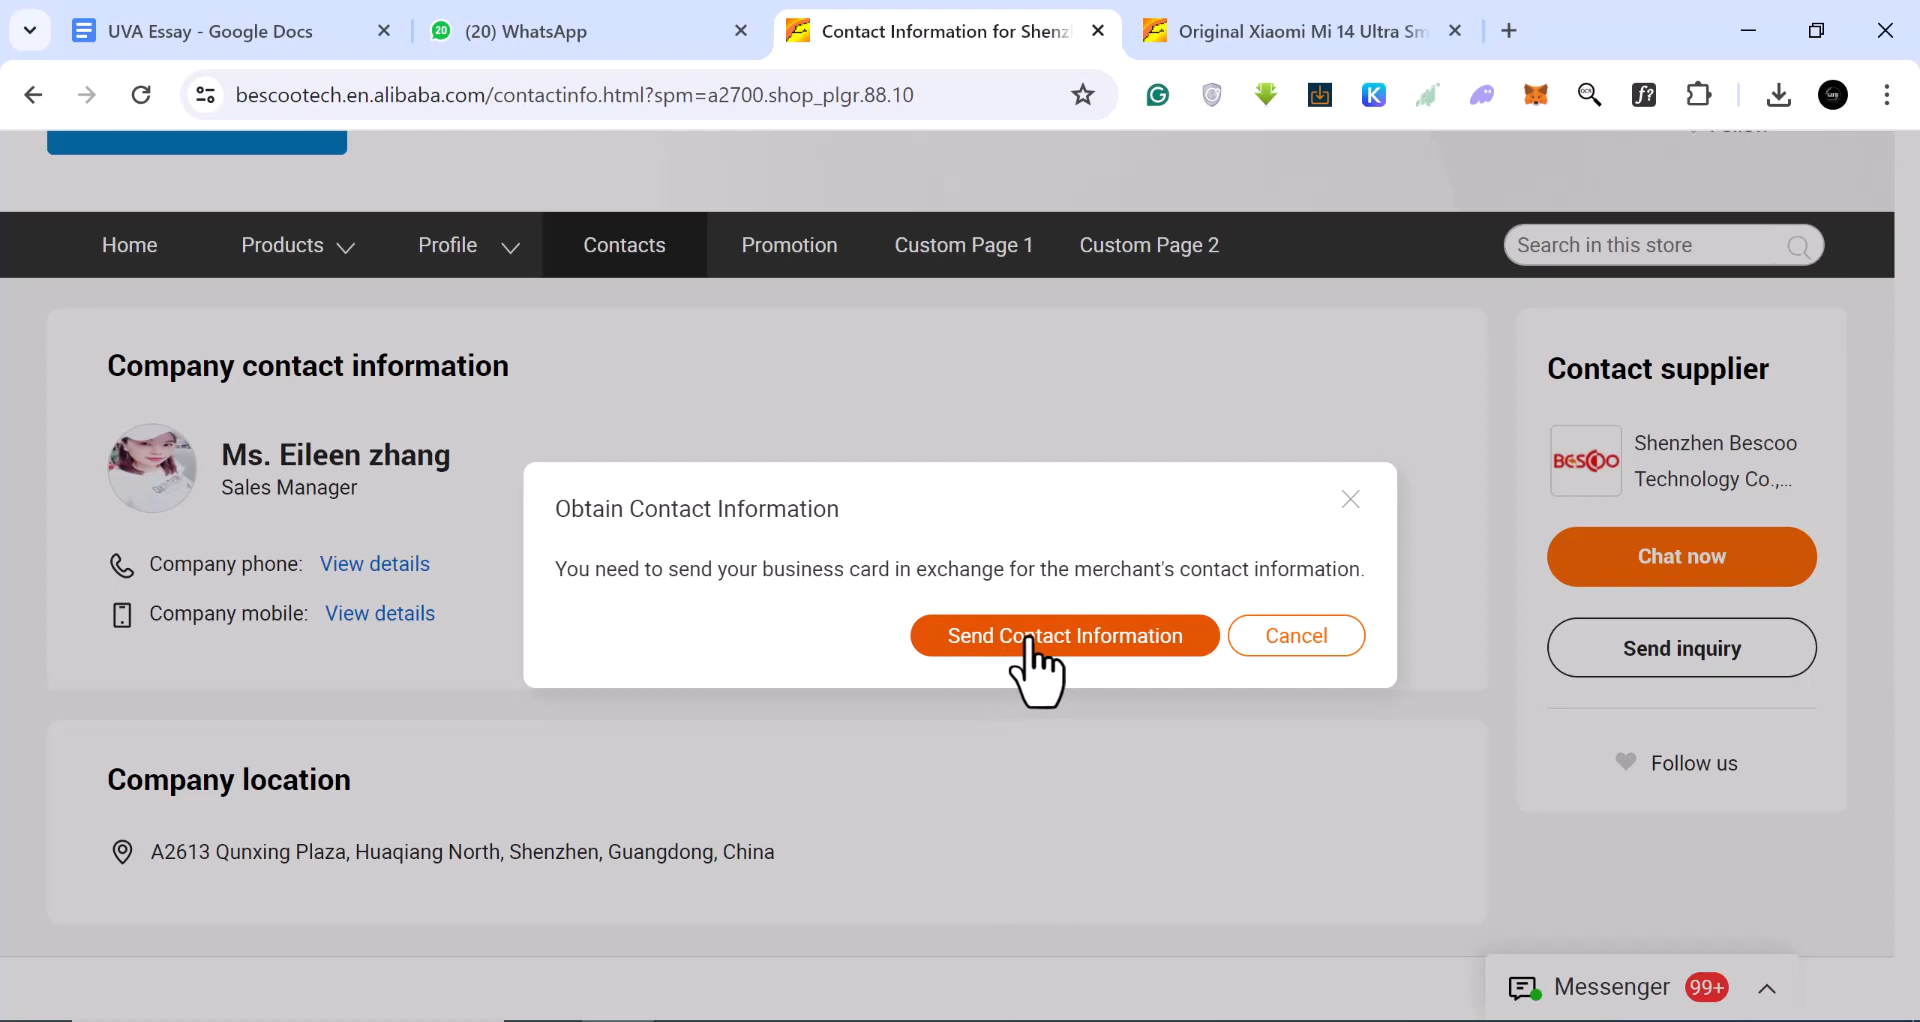 UVA Essay - Google Docs
(20) WhatsApp
Contact Information for Shenz
Original Xiaomi Mi 14 Ultra Sm
bescootech.en.alibaba.com/contactinfo.html?spm=a2700.shop_plgr.88.10
Home
Products
Profile
Contacts
Promotion
Custom Page 1
Custom Page 2
Search in this store
Company contact information
Ms. Eileen zhang
Sales Manager
Company phone: View details
Company mobile: View details
Obtain Contact Information
You need to send your business card in exchange for the merchant's contact information.
Send Contact Information
Cancel
Company location
A2613 Qunxing Plaza, Huaqiang North, Shenzhen, Guangdong, China
Contact supplier
BESCOO
Shenzhen Bescoo
Technology Co.,...
Chat now
Send inquiry
Follow us
Messenger 99+